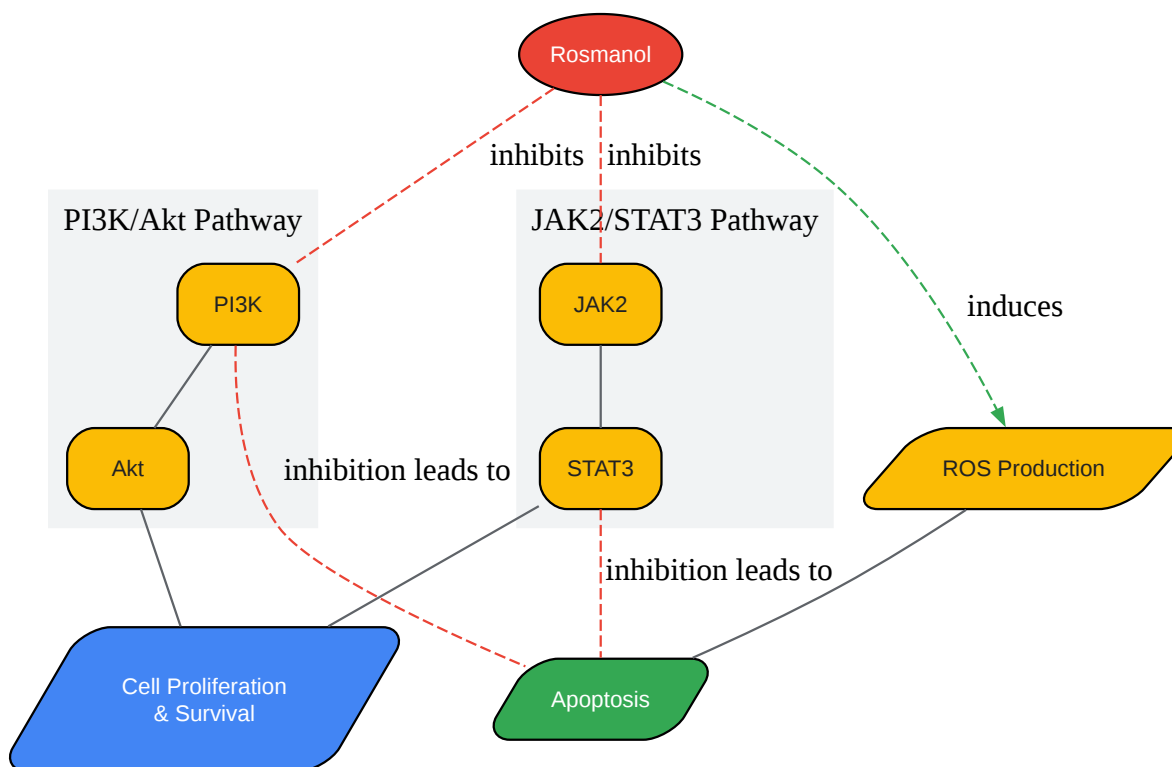 Rosmanol
inhibits
inhibits
PI3K/Akt Pathway
JAK2/STAT3 Pathway
PI3K
JAK2
induces
Akt
inhibition leads to
STAT3
ROS Production
inhibition leads to
Cell Proliferation
& Survival
Apoptosis